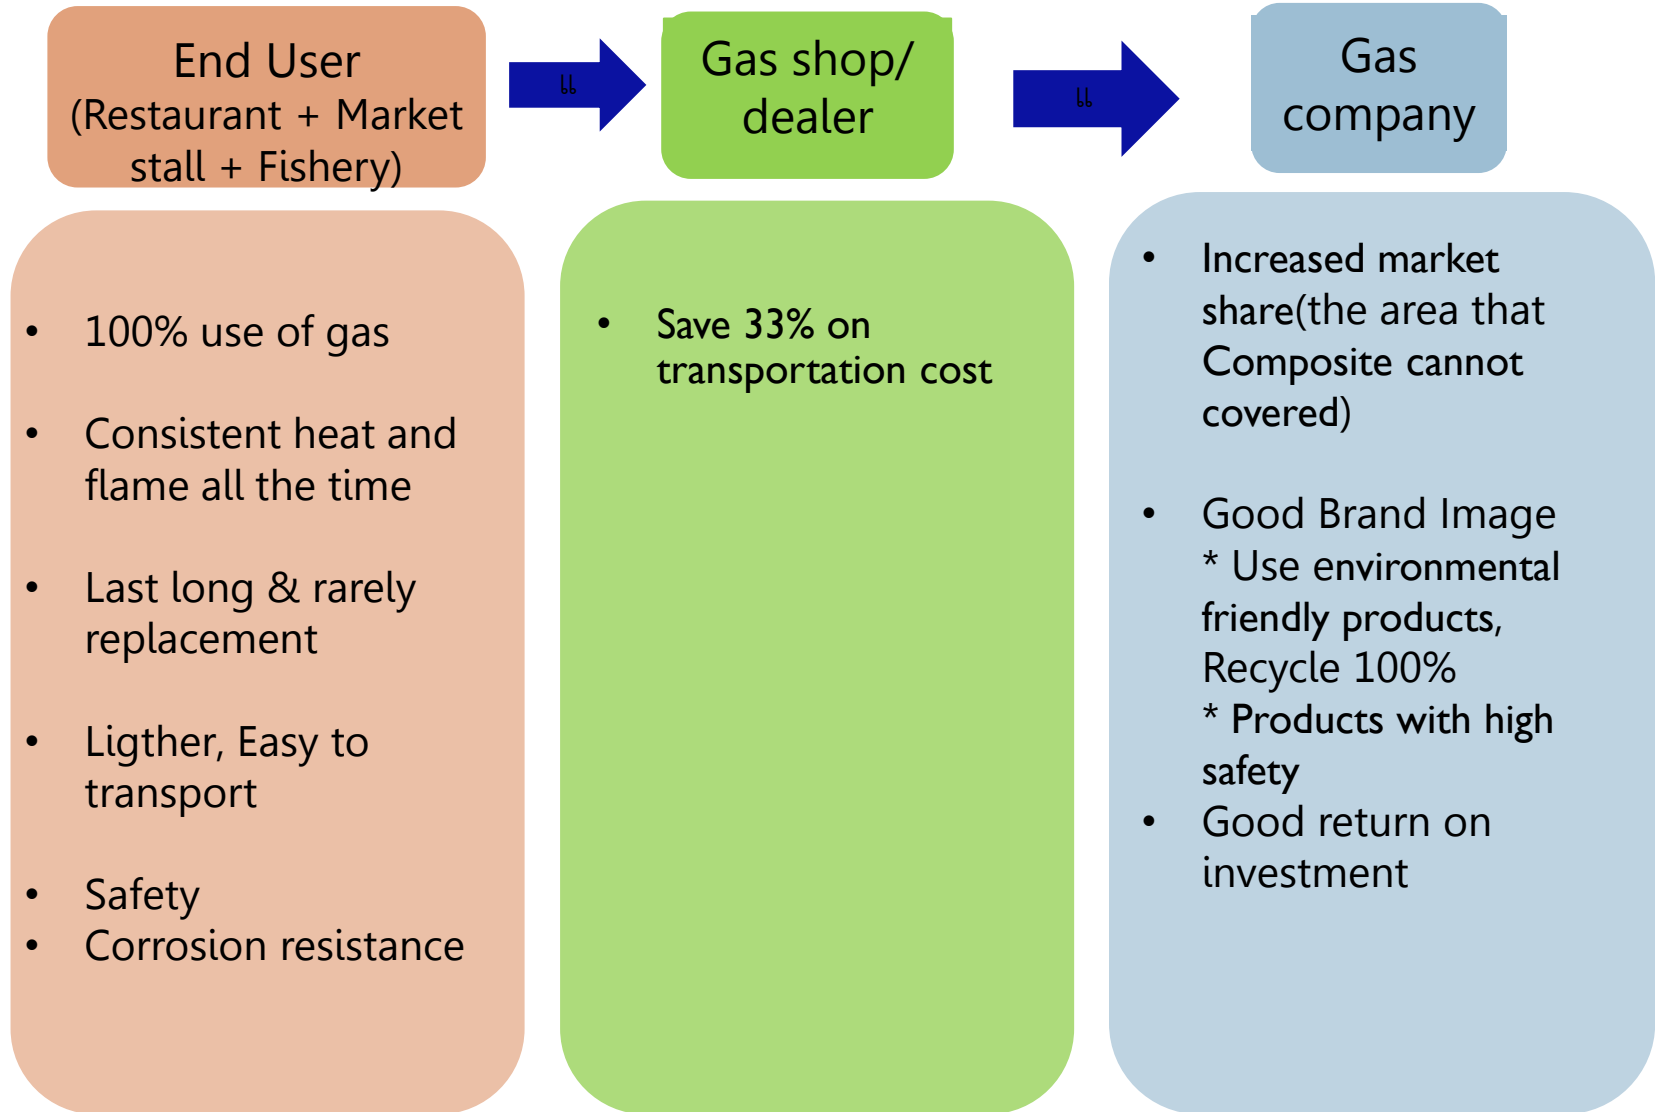 End User
(Restaurant + Market
stall + Fishery)
Gas shop/
dealer
Gas
company
• 100% use of gas
• Consistent heat and
flame all the time
• Last long & rarely
replacement
• Ligther, Easy to
transport
• Safety
• Corrosion resistance
• Save 33% on
transportation cost
• Increased market
share(the area that
Composite cannot
covered)
• Good Brand Image
* Use environmental
friendly products,
Recycle 100%
* Products with high
safety
• Good return on
investment